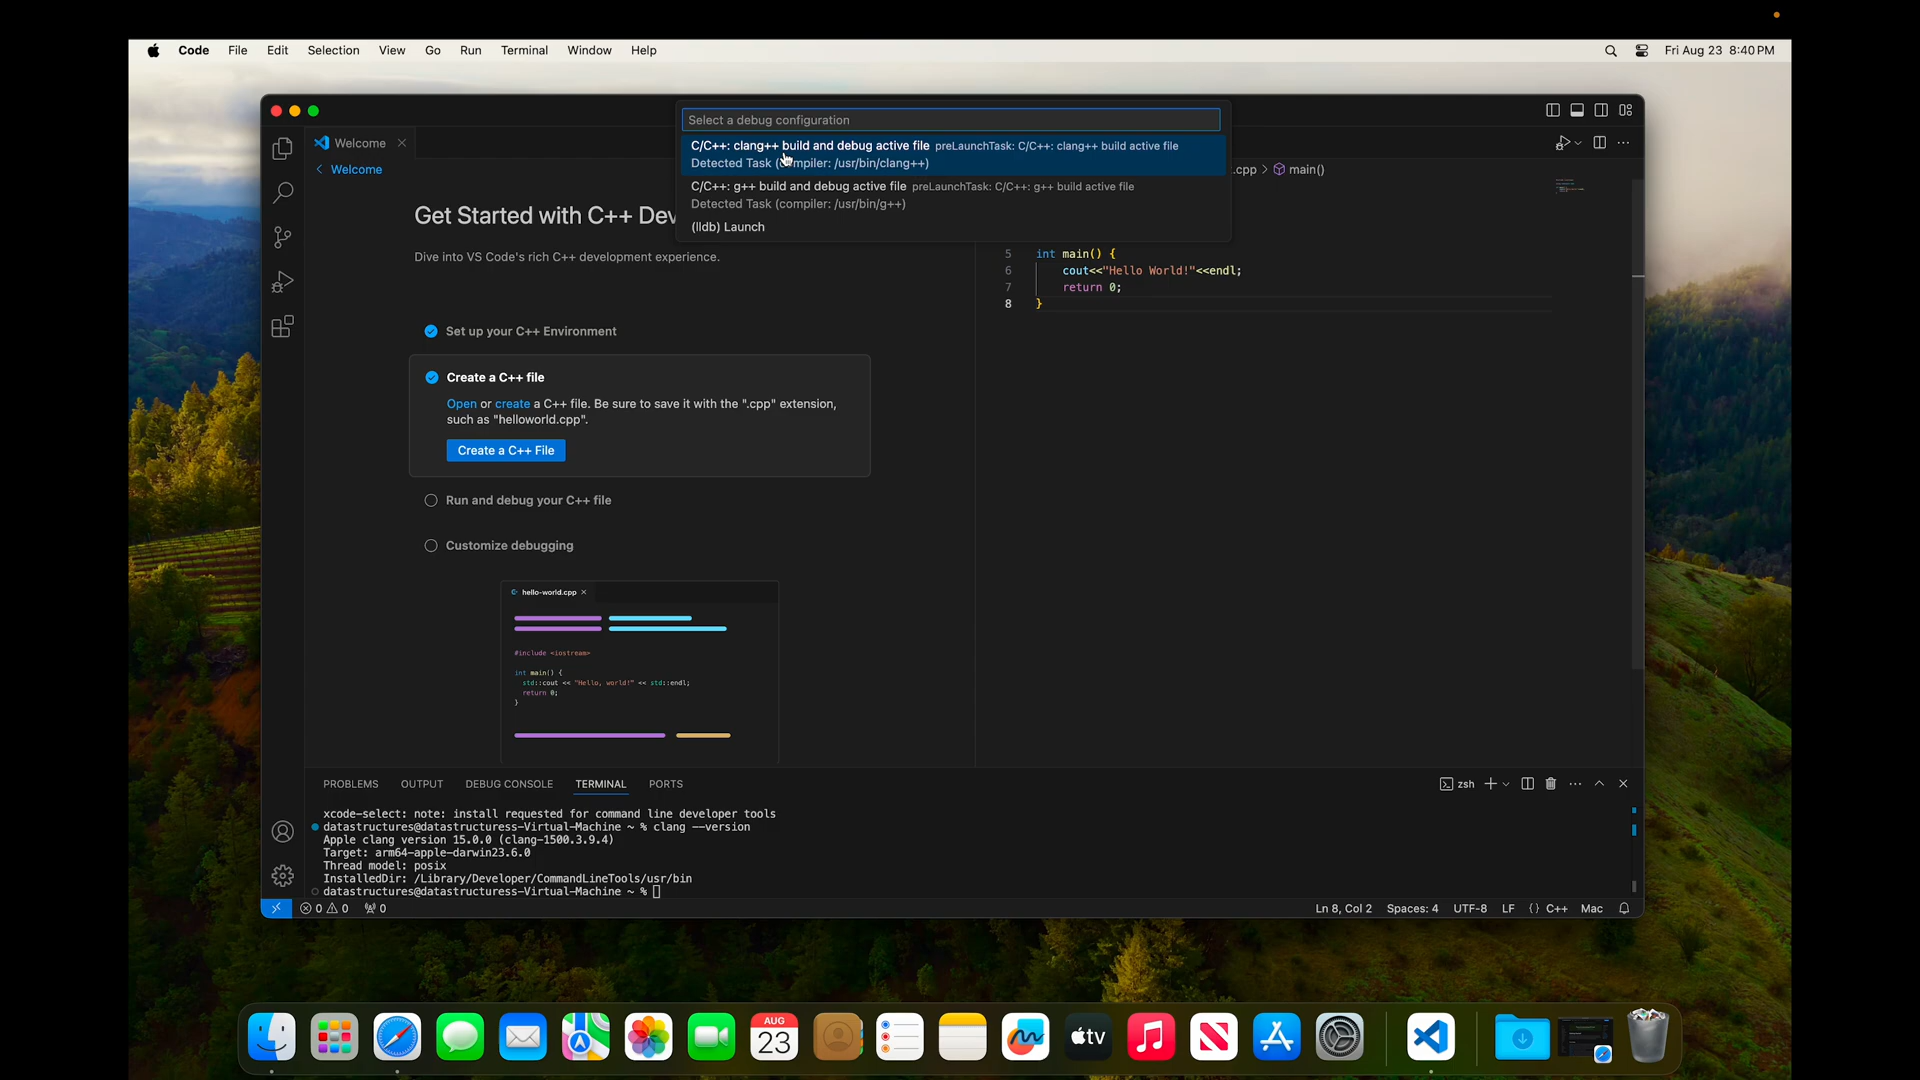 Code File Edit Selection View Go Run Terminal Window Help
Fri Aug 23 8:40 PM
Select a debug configuration
C/C++: clang++ build and debug active file preLaunchTask: C/C++: clang++ build active file
Detected Task (compiler: /usr/bin/clang++)
C/C++: g++ build and debug active file preLaunchTask: C/C++: g++ build active file
Detected Task (compiler: /usr/bin/g++)
(lldb) Launch
Welcome
Welcome
.cpp > main()
Get Started with C++ Dev
Dive into VS Code's rich C++ development experience.
Set up your C++ Environment
Create a C++ file
Open or create a C++ file. Be sure to save it with the ".cpp" extension,
such as "helloworld.cpp".
Create a C++ File
Run and debug your C++ file
Customize debugging
hello-world.cpp
#include <iostream>
int main() {
std::cout << "Hello, world!" << std::endl;
return 0;
}
5 int main() {
6 cout<<"Hello World!"<<endl;
7 return 0;
8 }
PROBLEMS OUTPUT DEBUG CONSOLE TERMINAL PORTS
zsh
xcode-select: note: install requested for command line developer tools
datastructures@datastructuress-Virtual-Machine ~ % clang --version
Apple clang version 15.0.0 (clang-1500.3.9.4)
Target: arm64-apple-darwin23.6.0
Thread model: posix
InstalledDir: /Library/Developer/CommandLineTools/usr/bin
datastructures@datastructuress-Virtual-Machine ~ %
0 0 0
Ln 8, Col 2 Spaces: 4 UTF-8 LF {} C++ Mac
AUG
23
tv